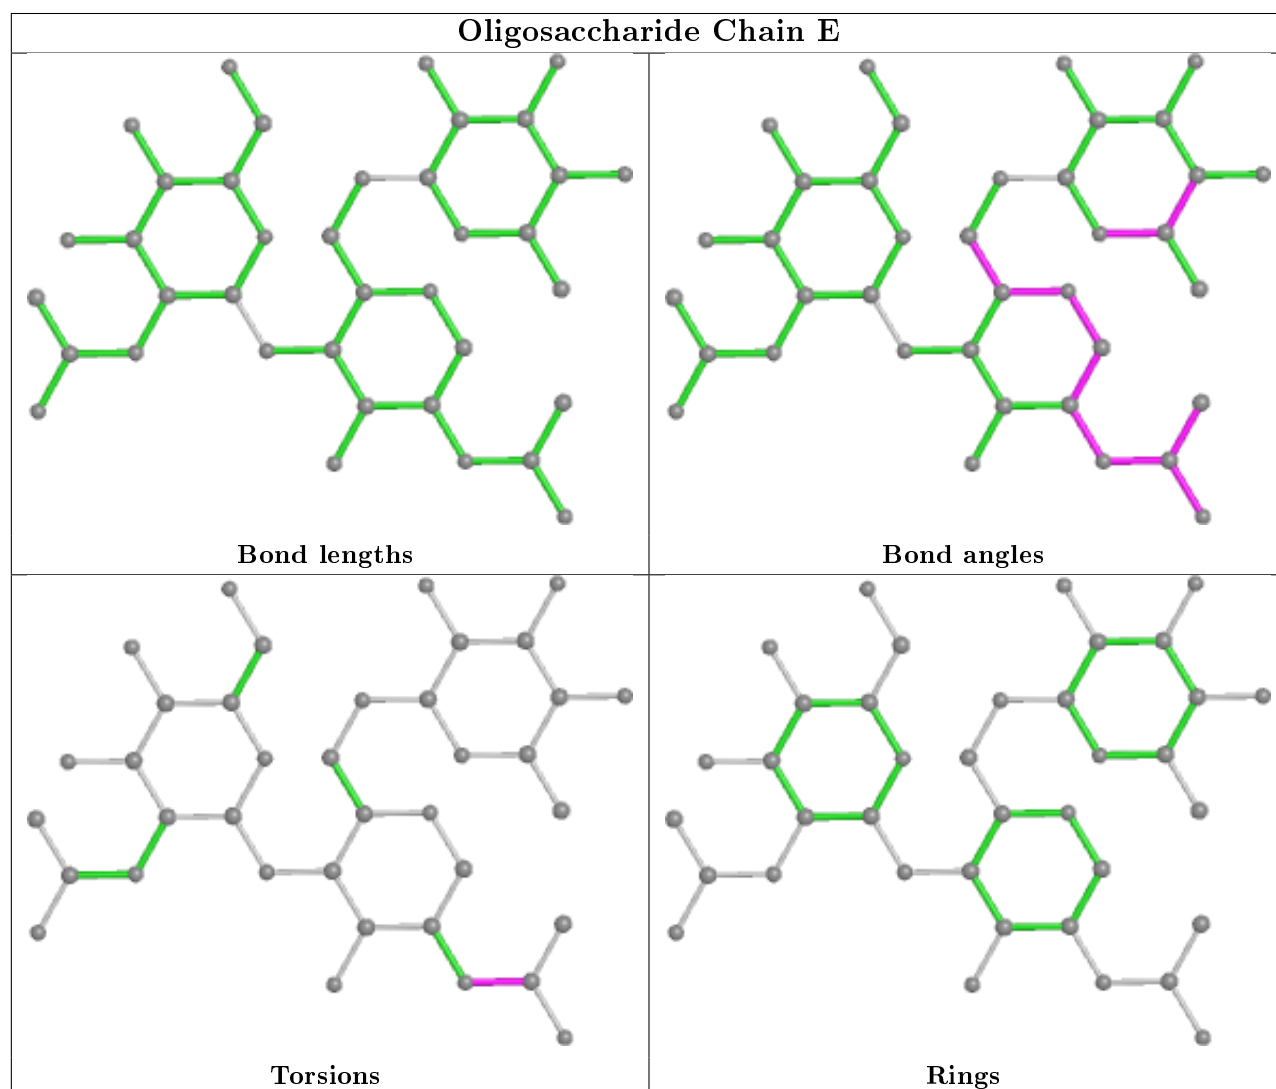 Oligosaccharide Chain E
Bond lengths
Bond angles
Torsions
Rings